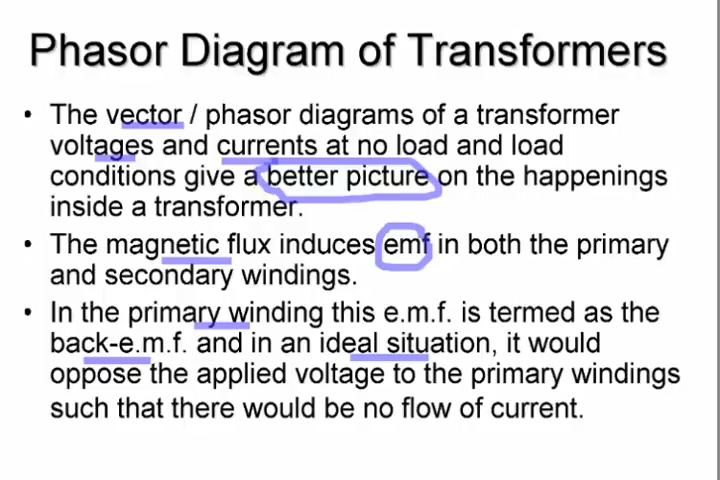 Phasor Diagram of Transformers
• The vector / phasor diagrams of a transformer
voltages and currents at no load and load
conditions give a better picture on the happenings
inside a transformer.
• The magnetic flux induces emf in both the primary
and secondary windings.
• In the primary winding this e.m.f. is termed as the
back-e.m.f. and in an ideal situation, it would
oppose the applied voltage to the primary windings
such that there would be no flow of current.